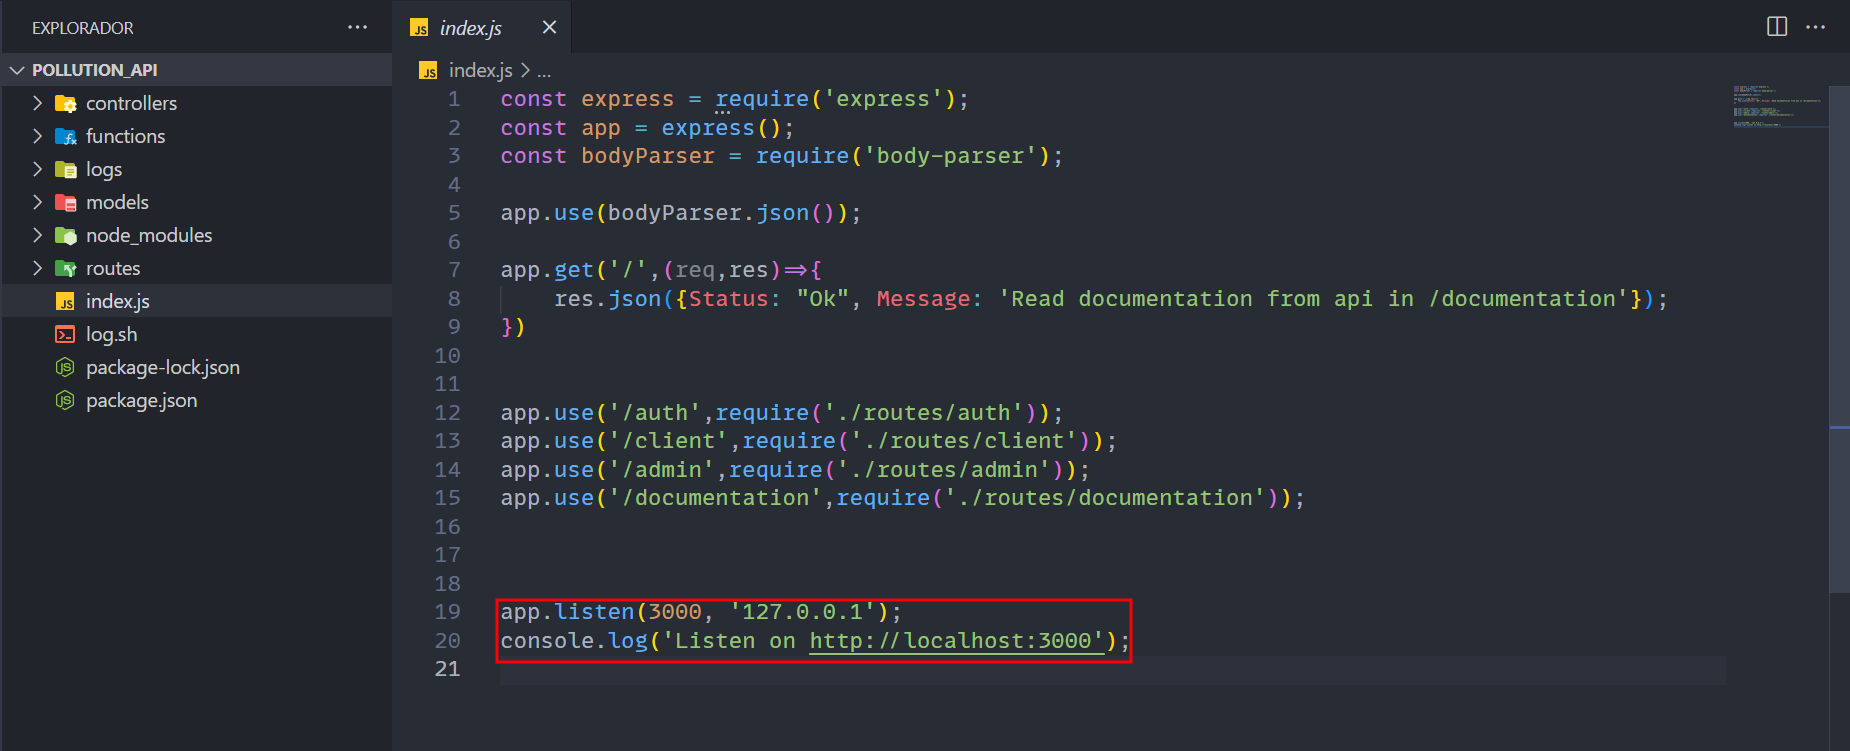 EXPLORADOR
POLLUTION_API
controllers
functions
logs
models
node_modules
routes
index.js
log.sh
package-lock.json
package.json
index.js
index.js > ...
1 const express = require('express');
2 const app = express();
3 const bodyParser = require('body-parser');
4
5 app.use(bodyParser.json());
6
7 app.get('/',(req,res)=>{
8 res.json({Status: "Ok", Message: 'Read documentation from api in /documentation'});
9 })
10
11
12 app.use('/auth',require('./routes/auth'));
13 app.use('/client',require('./routes/client'));
14 app.use('/admin',require('./routes/admin'));
15 app.use('/documentation',require('./routes/documentation'));
16
17
18
19 app.listen(3000, '127.0.0.1');
20 console.log('Listen on http://localhost:3000');
21